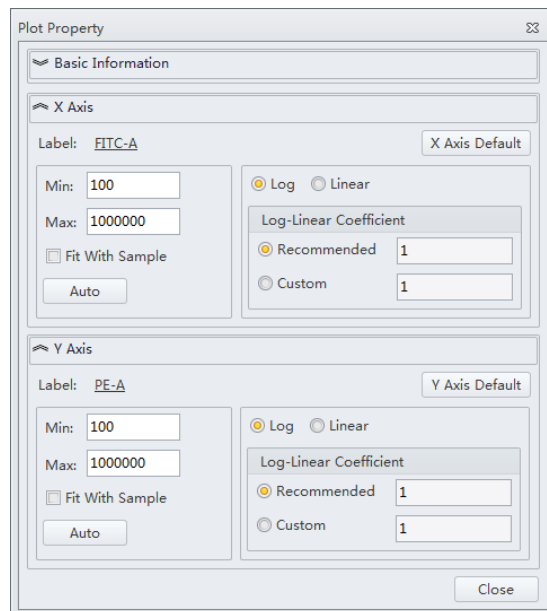 Plot Property
Basic Information
X Axis
Label: FITC-A X Axis Default
Min: 100
Log Linear
Max: 1000000
Log-Linear Coefficient
Fit With Sample
Recommended 1
Auto
Custom 1
Y Axis
Label: PE-A Y Axis Default
Min: 100
Log Linear
Max: 1000000
Log-Linear Coefficient
Fit With Sample
Recommended 1
Auto
Custom 1
Close